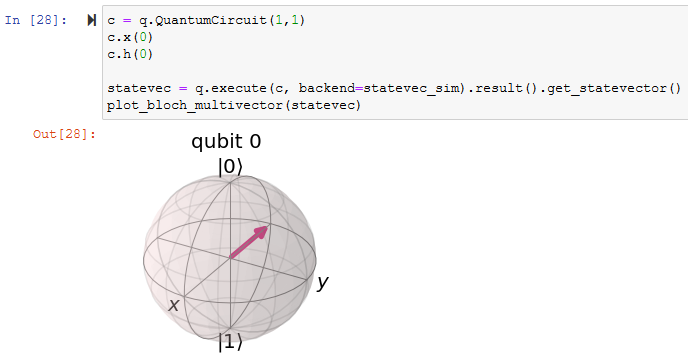 In [28]:
c = q.QuantumCircuit(1,1)
c.x(0)
c.h(0)
statevec = q.execute(c, backend=statevec_sim).result().get_statevector()
plot_bloch_multivector(statevec)
Out[28]:
qubit 0
|0⟩
x
y
|1⟩